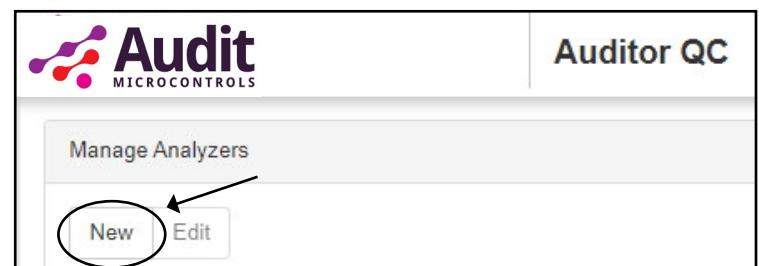 Audit
MICROCONTROLS
Auditor QC
Manage Analyzers
New Edit